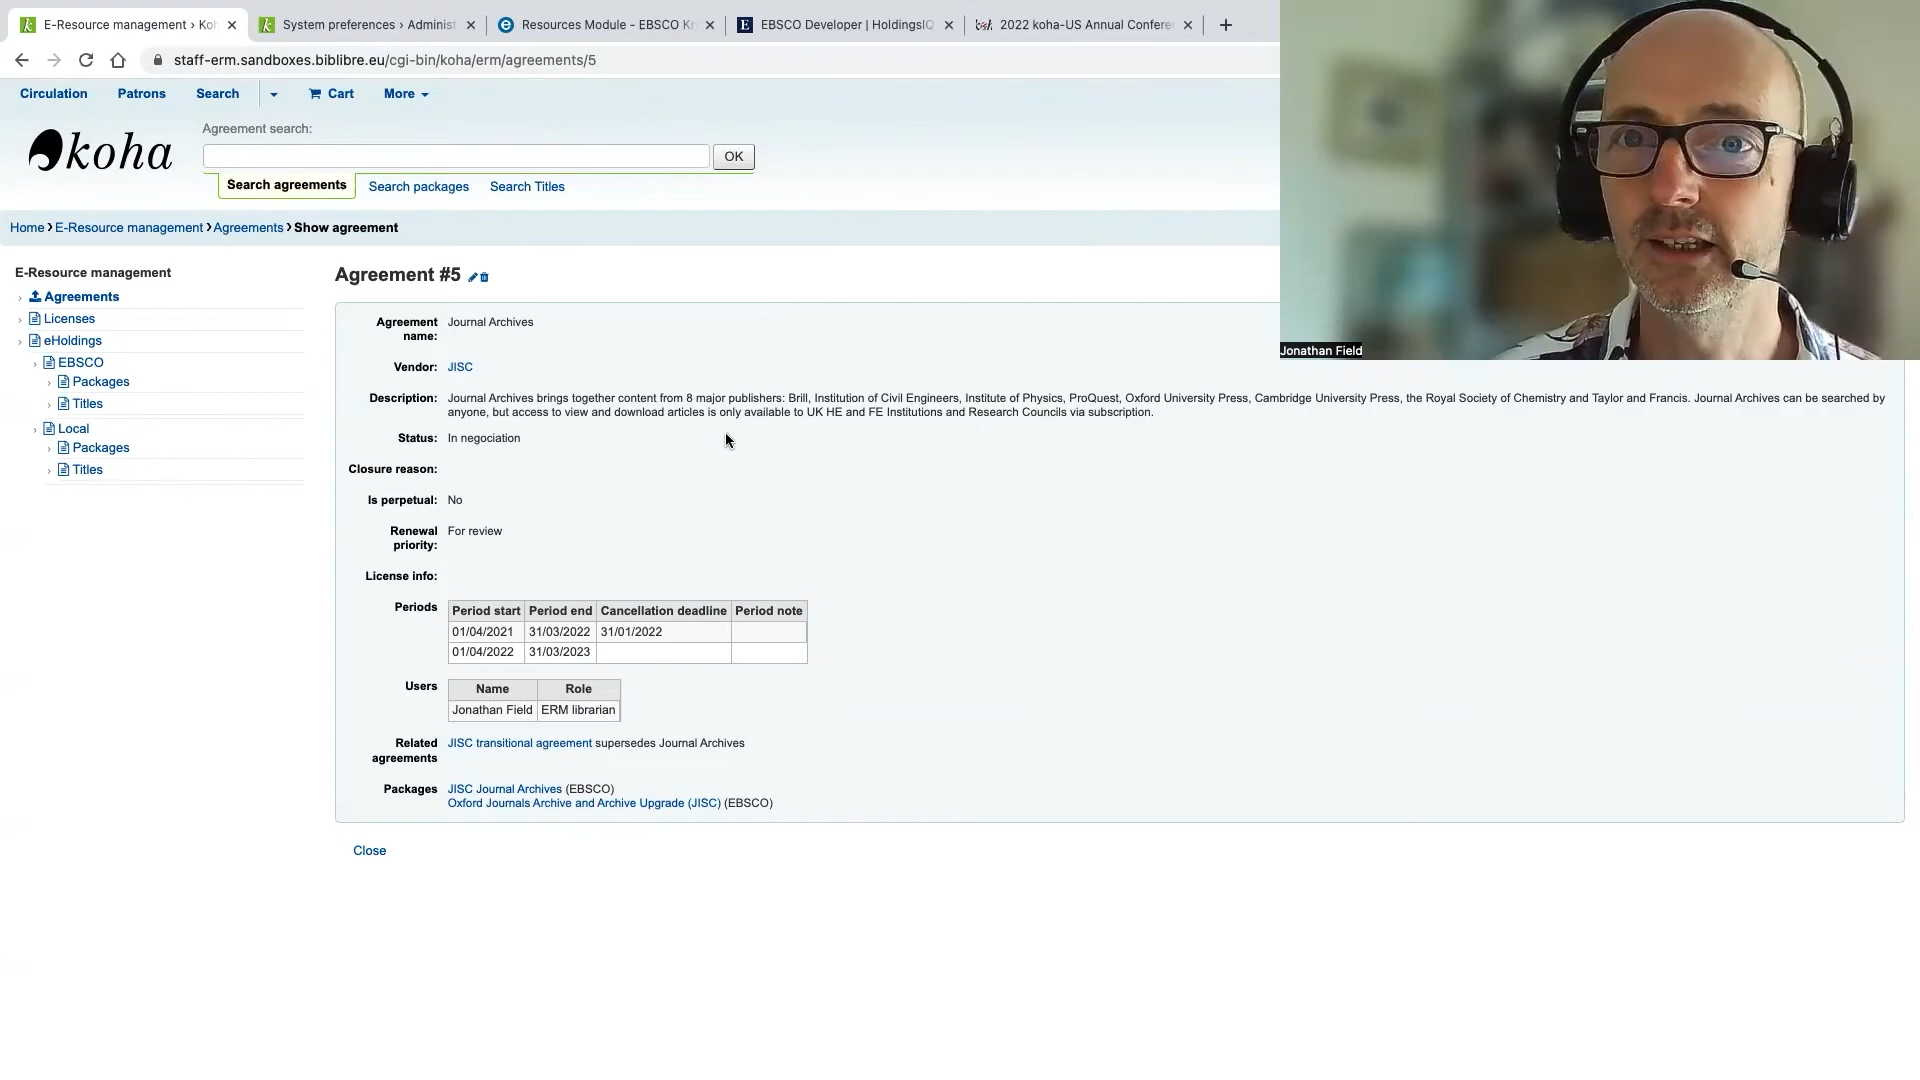 E-Resource management › Koh
System preferences › Administ
Resources Module - EBSCO Kn
EBSCO Developer | HoldingsIQ
2022 koha-US Annual Confere
staff-erm.sandboxes.biblibre.eu/cgi-bin/koha/erm/agreements/5
Circulation
Patrons
Search
Cart
More
koha
Agreement search:
OK
Search agreements
Search packages
Search Titles
Home › E-Resource management › Agreements › Show agreement
E-Resource management
Agreements
Licenses
eHoldings
EBSCO
Packages
Titles
Local
Packages
Titles
Agreement #5
Agreement name: Journal Archives
Vendor: JISC
Description: Journal Archives brings together content from 8 major publishers: Brill, Institution of Civil Engineers, Institute of Physics, ProQuest, Oxford University Press, Cambridge University Press, the Royal Society of Chemistry and Taylor and Francis. Journal Archives can be searched by
anyone, but access to view and download articles is only available to UK HE and FE Institutions and Research Councils via subscription.
Status: In negociation
Closure reason:
Is perpetual: No
Renewal priority: For review
License info:
Periods
Period start Period end Cancellation deadline Period note
01/04/2021 31/03/2022 31/01/2022
01/04/2022 31/03/2023
Users
Name Role
Jonathan Field ERM librarian
Related agreements JISC transitional agreement supersedes Journal Archives
Packages JISC Journal Archives (EBSCO)
Oxford Journals Archive and Archive Upgrade (JISC) (EBSCO)
Close
Jonathan Field